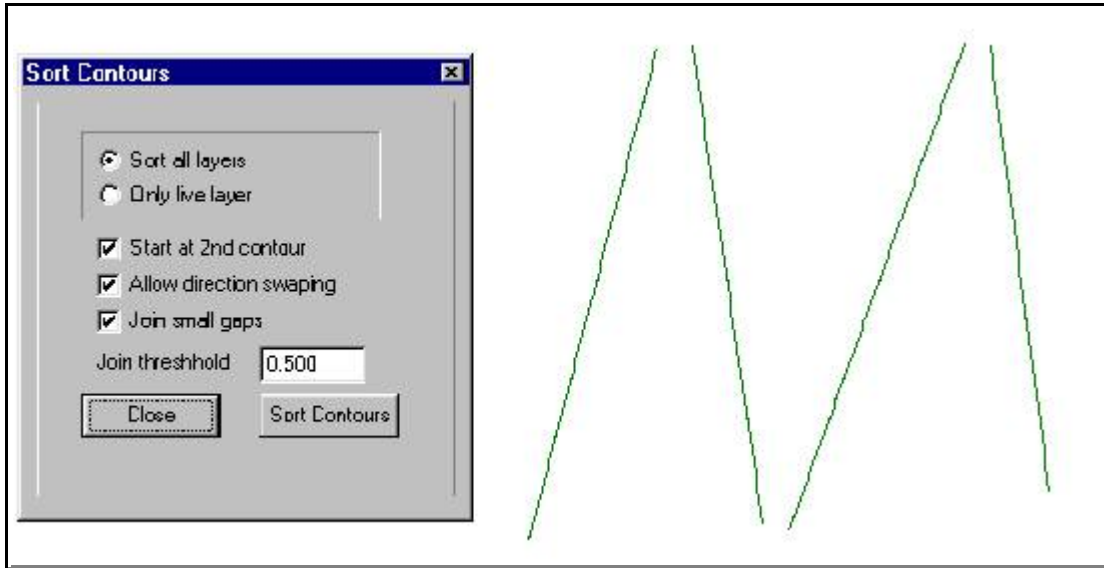 Sort Contours
Sort all layers
Only live layer
Start at 2nd contour
Allow direction swaping
Join small gaps
Join threshhold 0.500
Close Sort Contours